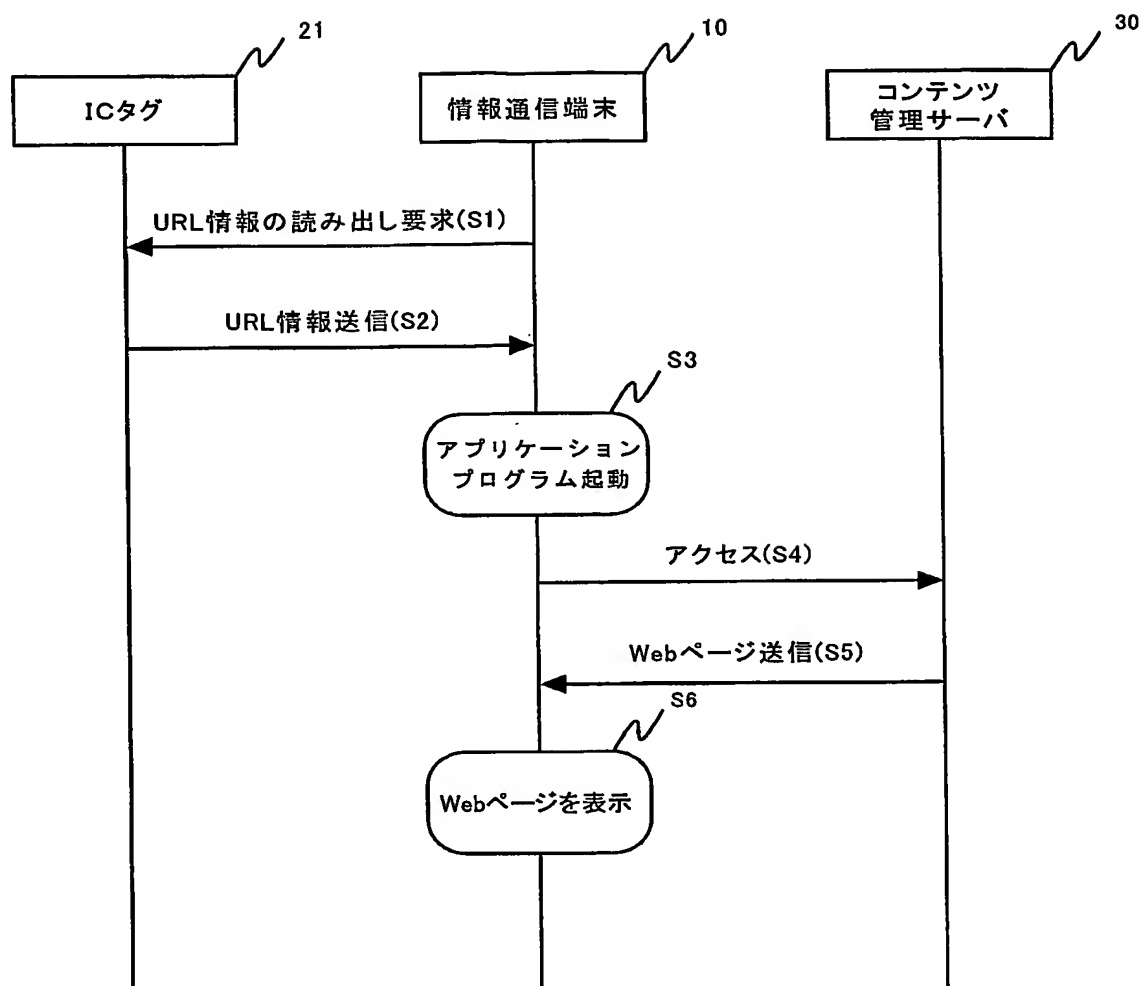 21
10
30
ICタグ
情報通信端末
コンテンツ
管理サーバ
URL情報の読み出し要求(S1)
URL情報送信(S2)
S3
アプリケーション
プログラム起動
アクセス(S4)
Webページ送信(S5)
S6
Webページを表示